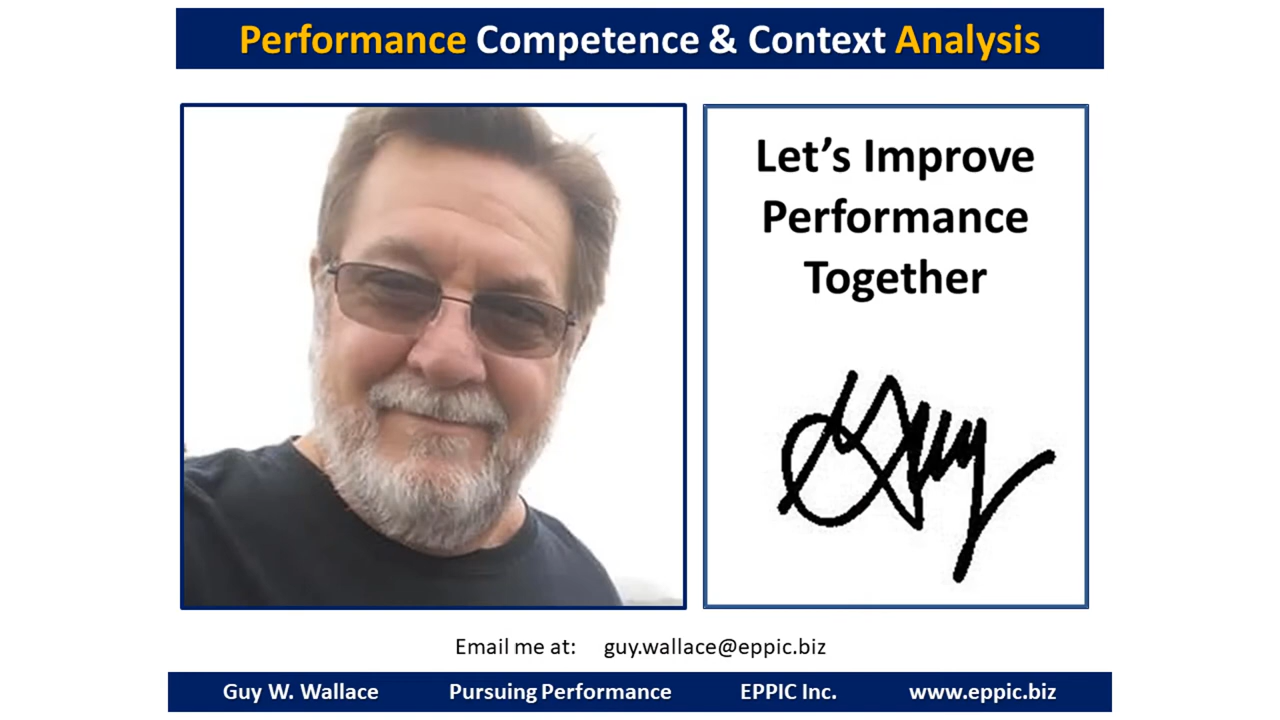 Performance Competence & Context Analysis
Let’s Improve
Performance
Together
Guy
Email me at: guy.wallace@eppic.biz
Guy W. Wallace Pursuing Performance EPPIC Inc. www.eppic.biz